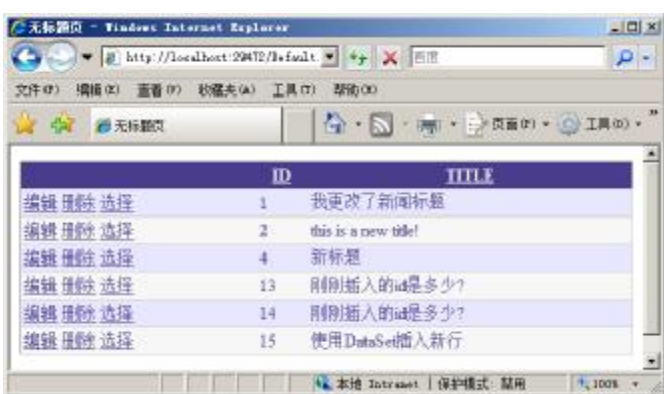 无标题页 - Windows Internet Explorer
http://localhost:29472/Default.
百度
文件(F) 编辑(E) 查看(V) 收藏夹(A) 工具(T) 帮助(H)
无标题页 页面(P) 工具(O) »
ID TITLE
编辑 删除 选择 1 我更改了新闻标题
编辑 删除 选择 2 this is a new title!
编辑 删除 选择 4 新标题
编辑 删除 选择 13 刚刚插入的id是多少?
编辑 删除 选择 14 刚刚插入的id是多少?
编辑 删除 选择 15 使用DataSet插入新行
本地 Intranet | 保护模式: 禁用 100%